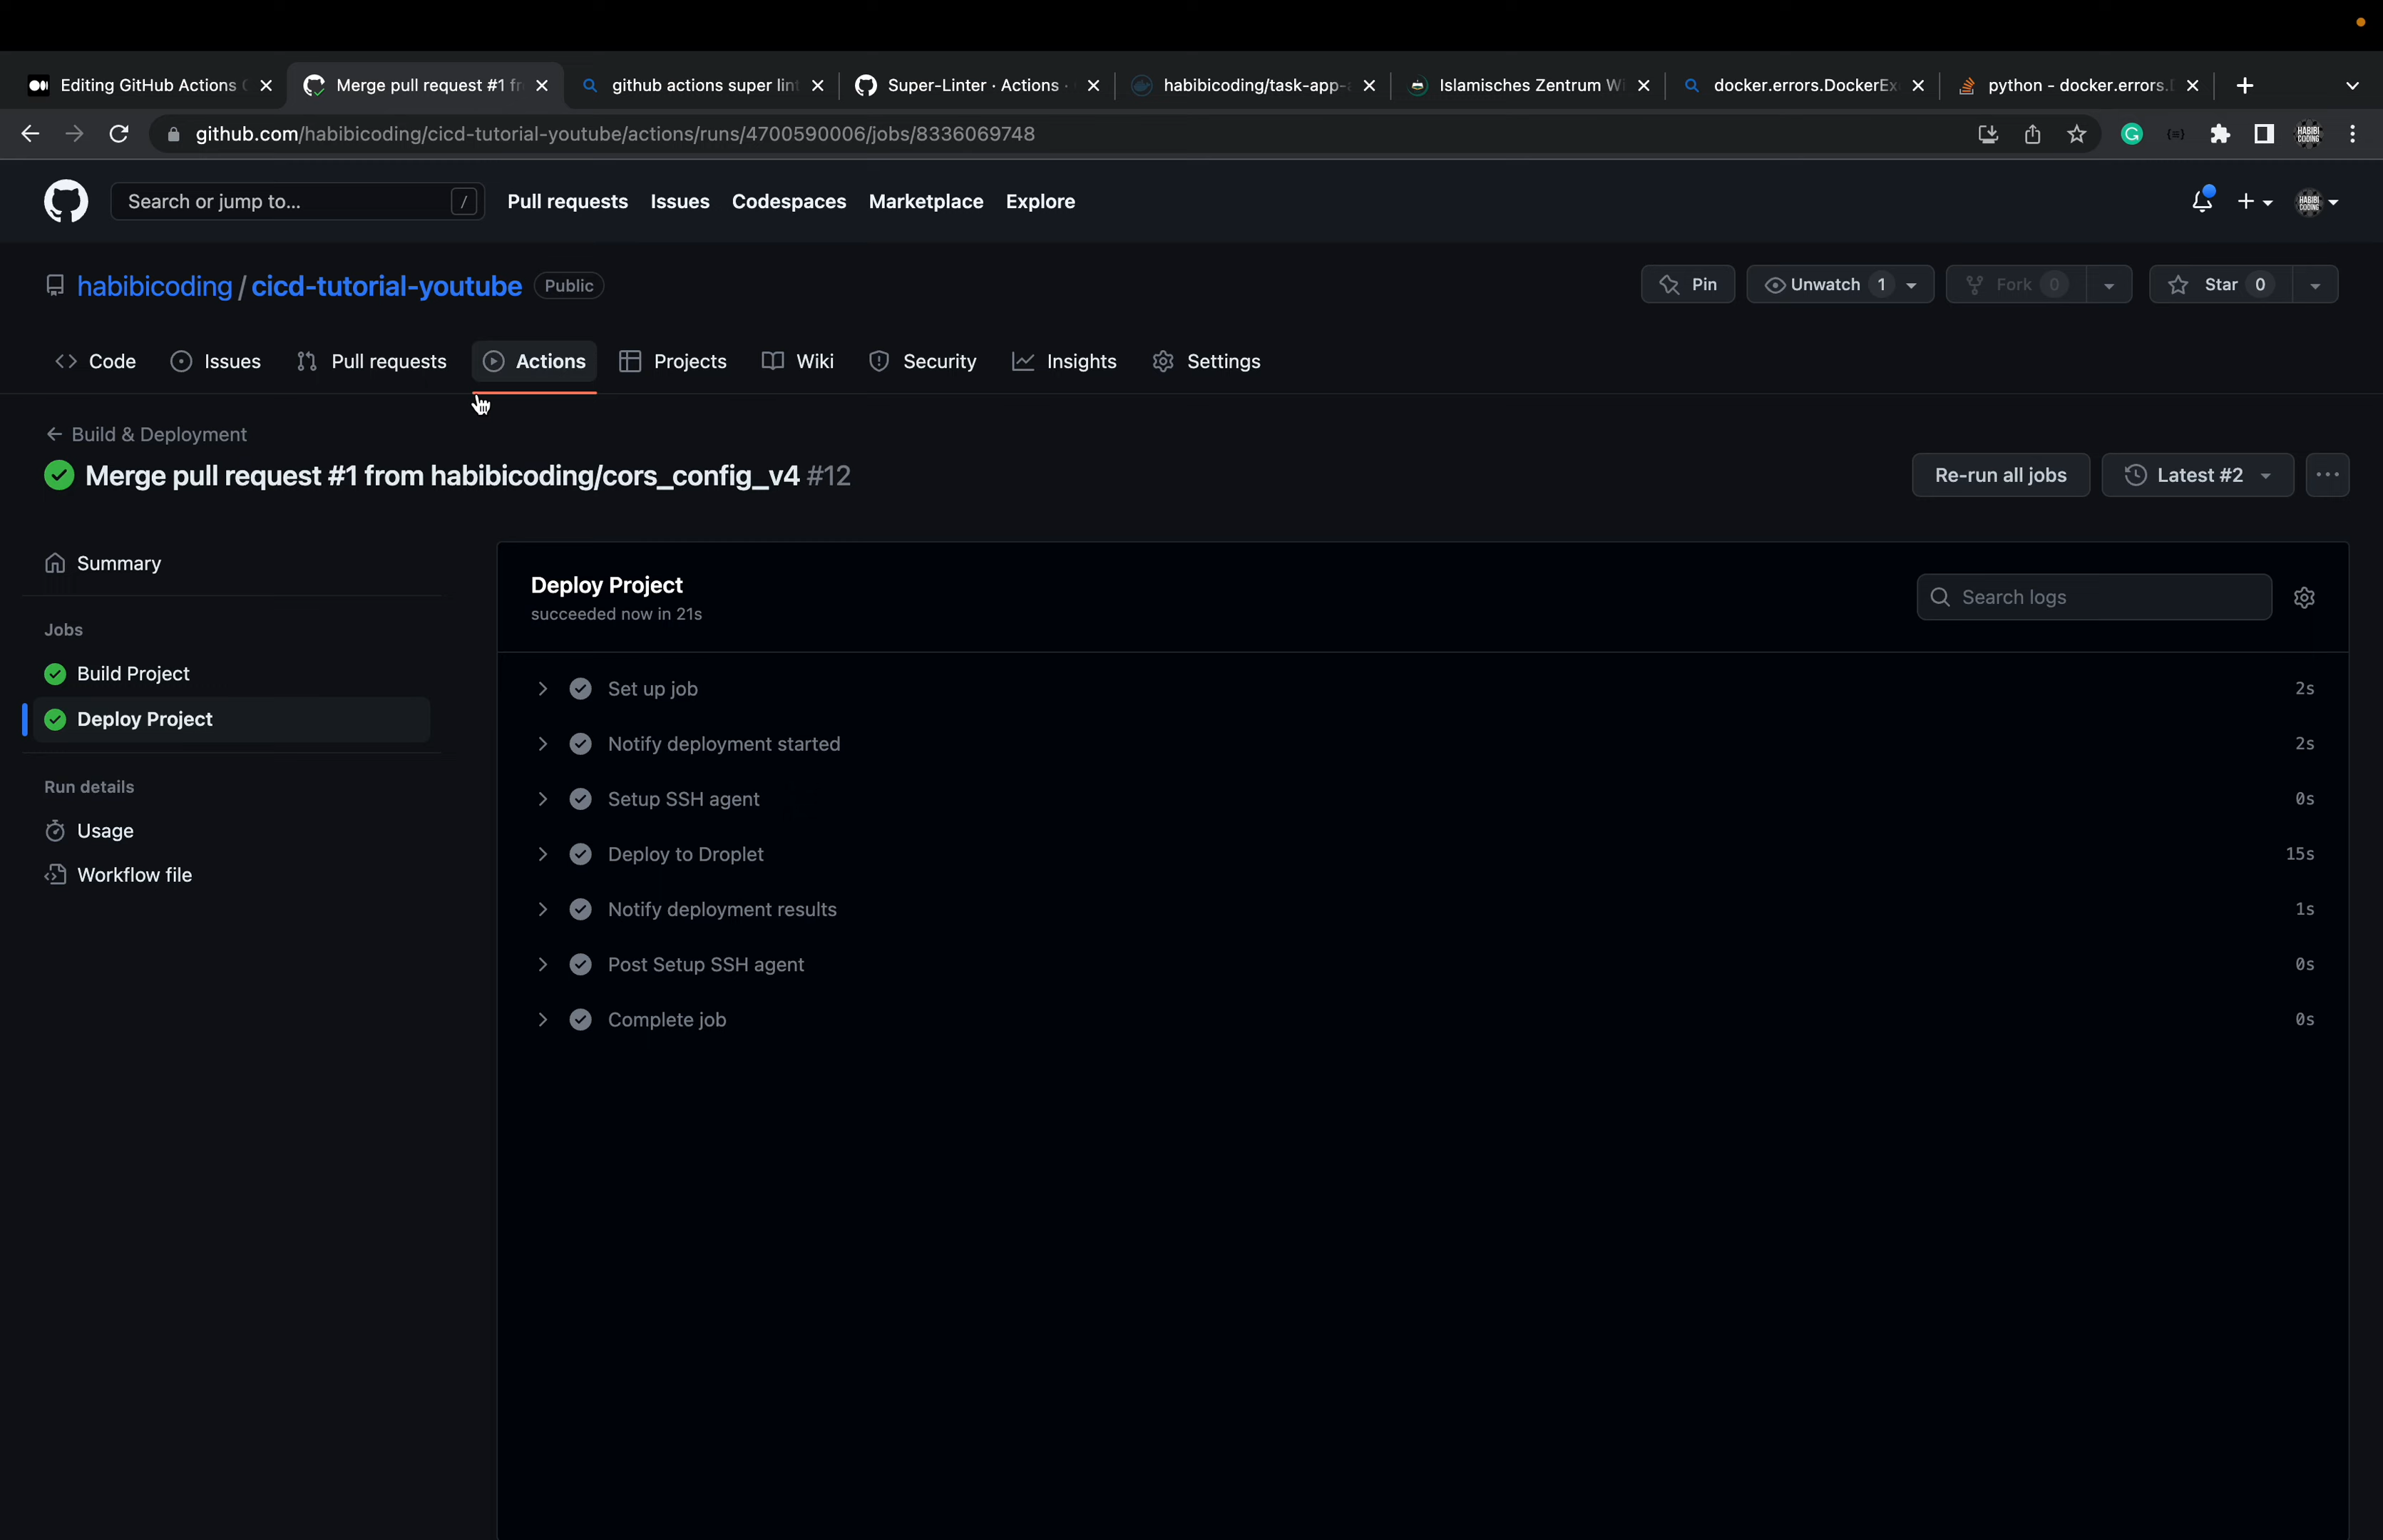 Editing GitHub Actions
Merge pull request #1 fr
github actions super lint
Super-Linter · Actions ·
habibicoding/task-app-
Islamisches Zentrum Wi
docker.errors.DockerEx
python - docker.errors.
github.com/habibicoding/cicd-tutorial-youtube/actions/runs/4700590006/jobs/8336069748
HABIBI
CODING
Search or jump to... /
Pull requests Issues Codespaces Marketplace Explore
HABIBI
CODING
habibicoding / cicd-tutorial-youtube Public
Pin
Unwatch 1
Fork 0
Star 0
Code Issues Pull requests Actions Projects Wiki Security Insights Settings
Build & Deployment
Merge pull request #1 from habibicoding/cors_config_v4 #12
Re-run all jobs
Latest #2
Summary
Jobs
Build Project
Deploy Project
Run details
Usage
Workflow file
Deploy Project
succeeded now in 21s
Search logs
Set up job 2s
Notify deployment started 2s
Setup SSH agent 0s
Deploy to Droplet 15s
Notify deployment results 1s
Post Setup SSH agent 0s
Complete job 0s